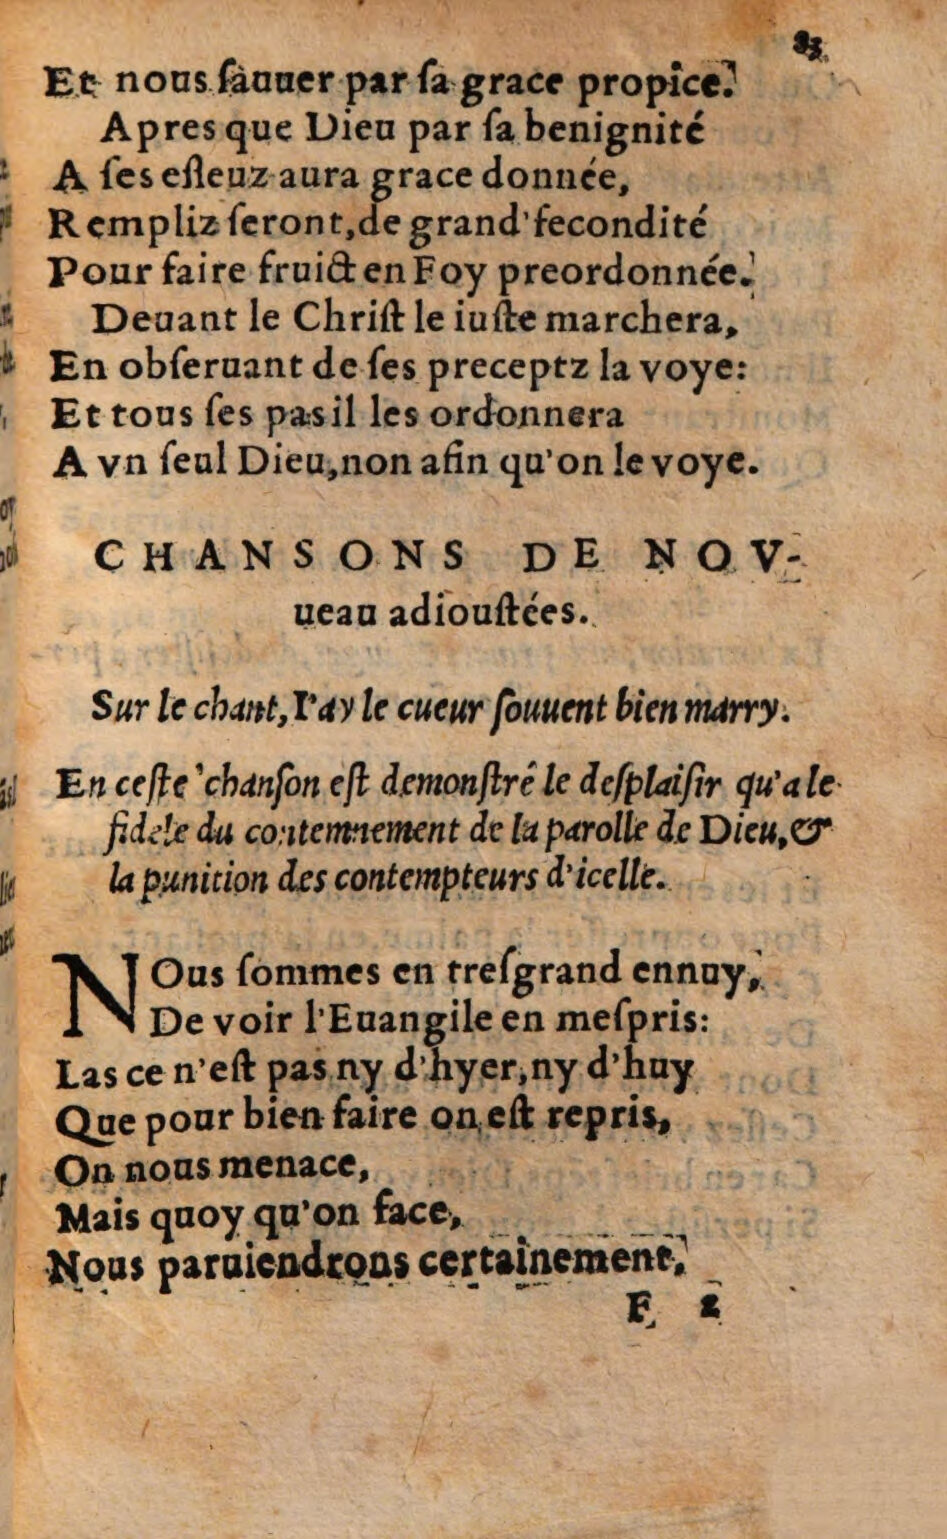 83.
Et nous ſauuer par ſa grace propice.
Apres que Dieu par ſa benignité
A ſes eſleuz aura grace donnée,
Rempliz ſeront, de grand' fecondité
Pour faire fruict en Foy preordonnée.
Deuant le Chriſt le iuſte marchera,
En obſeruant de ſes preceptz la voye:
Et tous ſes pas il les ordonnera
A vn ſeul Dieu, non afin qu'on le voye.
CHANSONS DE NOV-
ueau adiouſtées.
Sur le chant, I'ay le cueur ſouuent bien marry.
En ceſte chanſon eſt demonſtré le deſplaiſir qu'a le
fidele du contemnement de la parolle de Dieu, &
la punition des contempteurs d'icelle.
NOus ſommes en treſgrand ennuy,
De voir l'Euangile en meſpris:
Las ce n'eſt pas ny d'hyer, ny d'huy
Que pour bien faire on eſt repris,
On nous menace,
Mais quoy qu'on face,
Nous paruiendrons certainement.
F 2